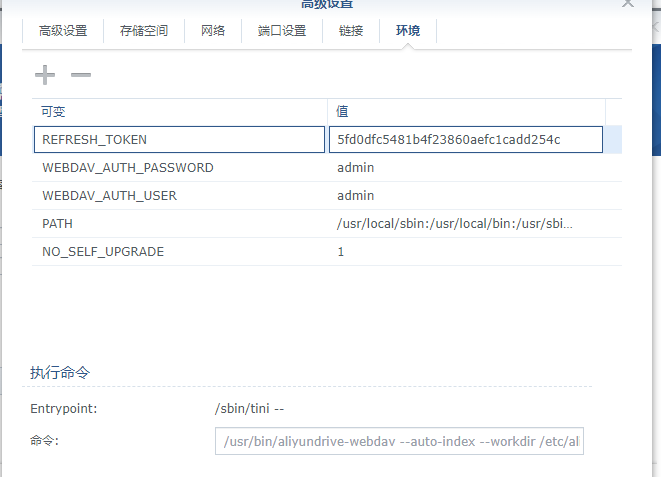 高级设置
高级设置 存储空间 网络 端口设置 链接 环境
可变 值
REFRESH_TOKEN 5fd0dfc5481b4f23860aefc1cadd254c
WEBDAV_AUTH_PASSWORD admin
WEBDAV_AUTH_USER admin
PATH /usr/local/sbin:/usr/local/bin:/usr/sbi...
NO_SELF_UPGRADE 1
执行命令
Entrypoint: /sbin/tini --
命令: /usr/bin/aliyundrive-webdav --auto-index --workdir /etc/al